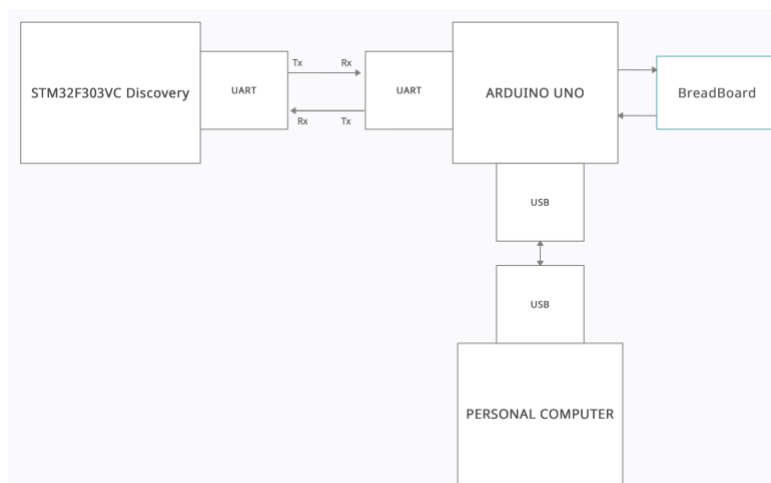 Tx Rx
STM32F303VC Discovery UART UART ARDUINO UNO BreadBoard
Rx Tx
USB
USB
PERSONAL COMPUTER